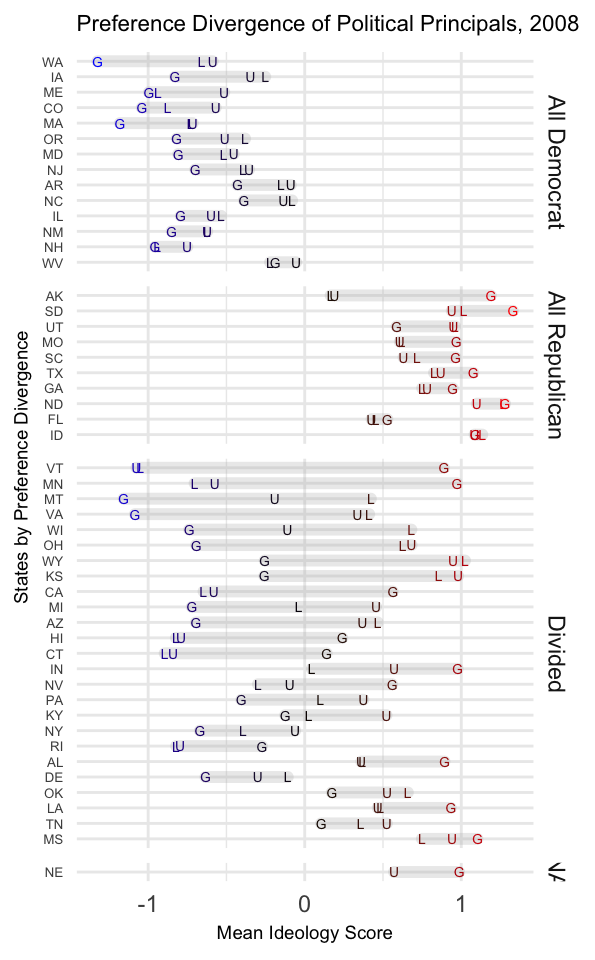 Preference Divergence of Political Principals, 2008
States by Preference Divergence
All Democrat
WA G L U
IA G U L
ME G L U
CO G L U
MA G L U
OR G U L
MD G L U
NJ G L U
AR G L U
NC G U L
IL G U L
NM G L U
NH G L U
WV L G U
All Republican
AK L U G
SD U L G
UT G U L
MO U L G
SC U L G
TX L U G
GA L U G
ND U L G
FL U L G
ID G L
Divided
VT U L G
MN L U G
MT G U L
VA G U L
WI G U L
OH G L U
WY G U L
KS G L U
CA L U G
MI G L U
AZ G U L
HI L U G
CT L U G
IN L U G
NV L U G
PA G L U
KY G L U
NY G L U
RI L U G
AL L U G
DE G U L
OK G U L
LA U L G
TN G L U
MS L U G
NE U G
-1 0 1
Mean Ideology Score